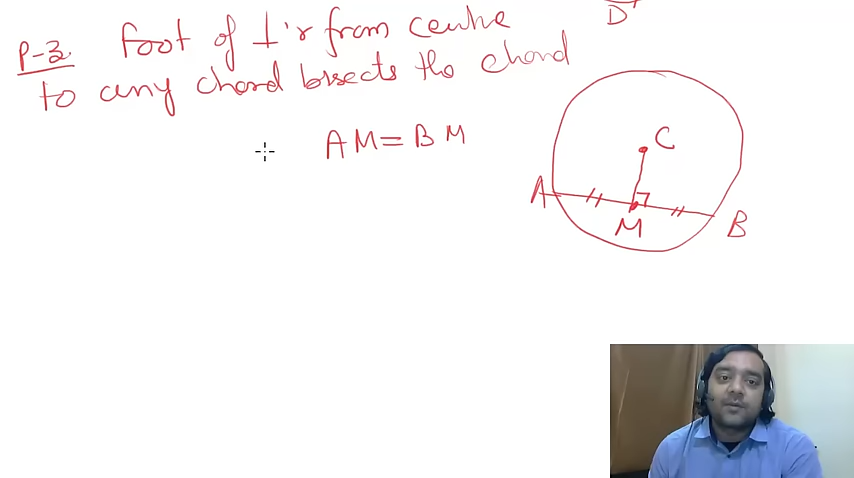 D
P-3. foot of ⊥'r from centre
to any chord bisects the chord
AM = BM
C
A
M
B